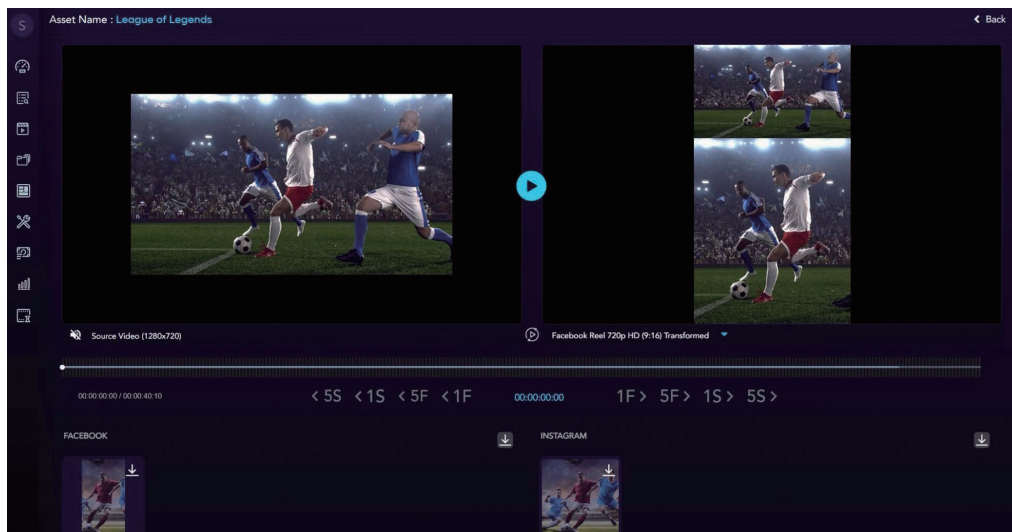 S
Asset Name : League of Legends
Back
Source Video (1280x720)
Facebook Reel 720p HD (9:16) Transformed
00:00:00:00 / 00:00:40:10
< 5S < 1S < 5F < 1F
00:00:00:00
1F > 5F > 1S > 5S >
FACEBOOK
INSTAGRAM